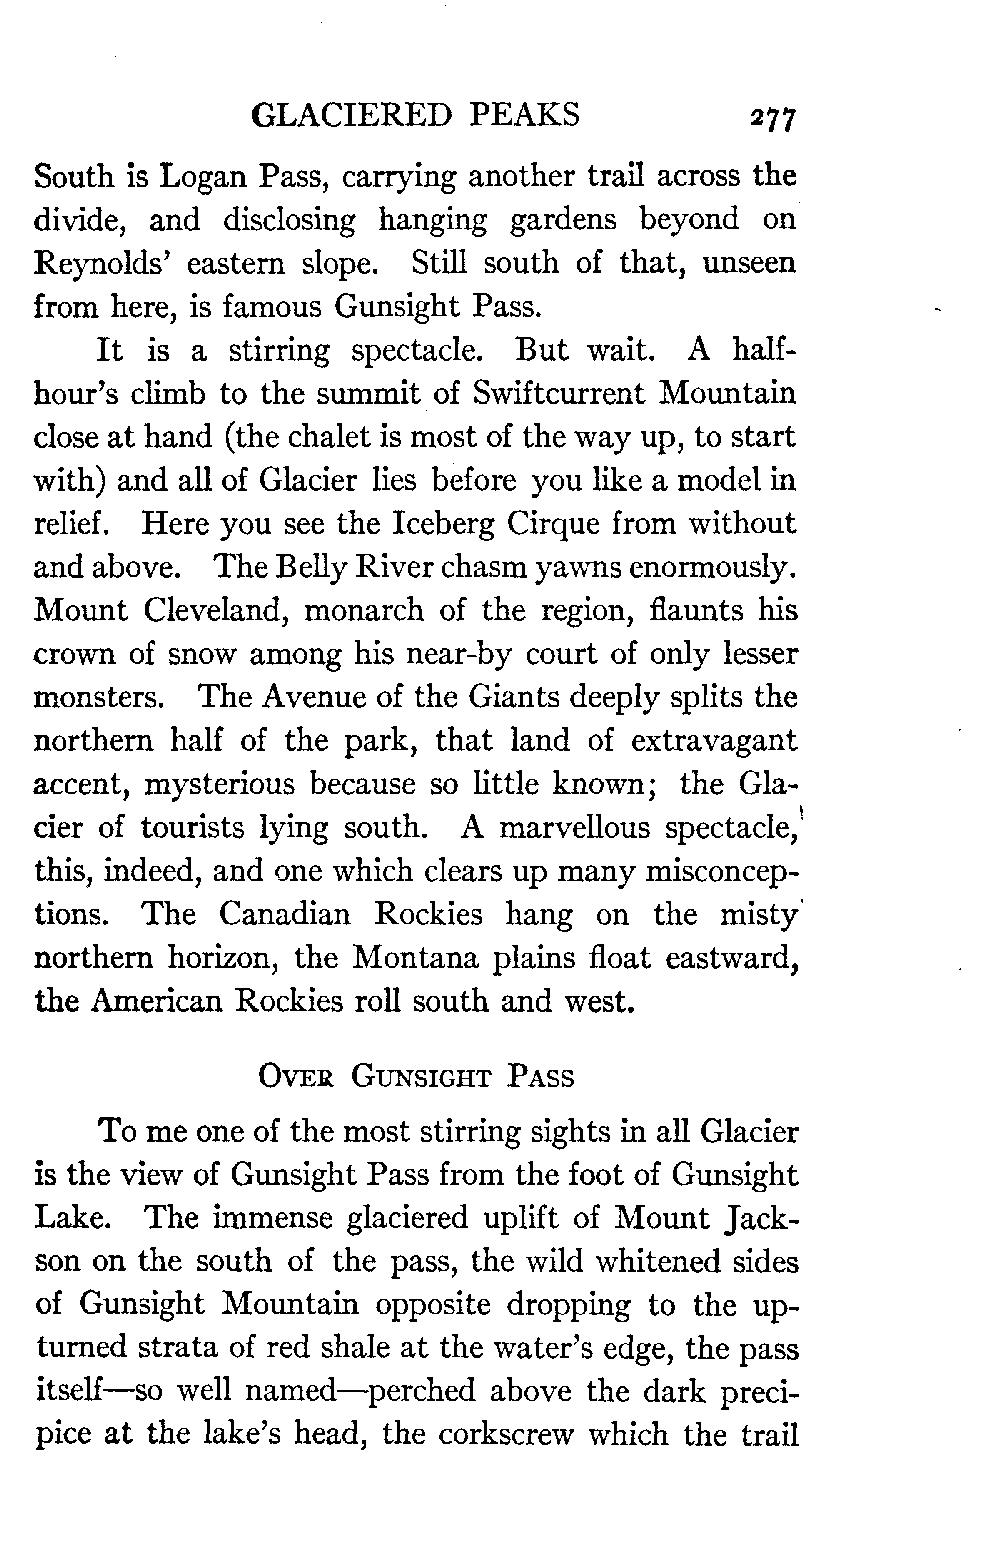 GLACIERED PEAKS 277
South is Logan Pass, carrying another trail across the
divide, and disclosing hanging gardens beyond on
Reynolds' eastern slope. Still south of that, unseen
from here, is famous Gunsight Pass.
It is a stirring spectacle. But wait. A half-
hour's climb to the summit of Swiftcurrent Mountain
close at hand (the chalet is most of the way up, to start
with) and all of Glacier lies before you like a model in
relief. Here you see the Iceberg Cirque from without
and above. The Belly River chasm yawns enormously.
Mount Cleveland, monarch of the region, flaunts his
crown of snow among his near-by court of only lesser
monsters. The Avenue of the Giants deeply splits the
northern half of the park, that land of extravagant
accent, mysterious because so little known; the Gla-
cier of tourists lying south. A marvellous spectacle,
this, indeed, and one which clears up many misconcep-
tions. The Canadian Rockies hang on the misty
northern horizon, the Montana plains float eastward,
the American Rockies roll south and west.
OVER GUNSIGHT PASS
To me one of the most stirring sights in all Glacier
is the view of Gunsight Pass from the foot of Gunsight
Lake. The immense glaciered uplift of Mount Jack-
son on the south of the pass, the wild whitened sides
of Gunsight Mountain opposite dropping to the up-
turned strata of red shale at the water's edge, the pass
itself—so well named—perched above the dark preci-
pice at the lake's head, the corkscrew which the trail